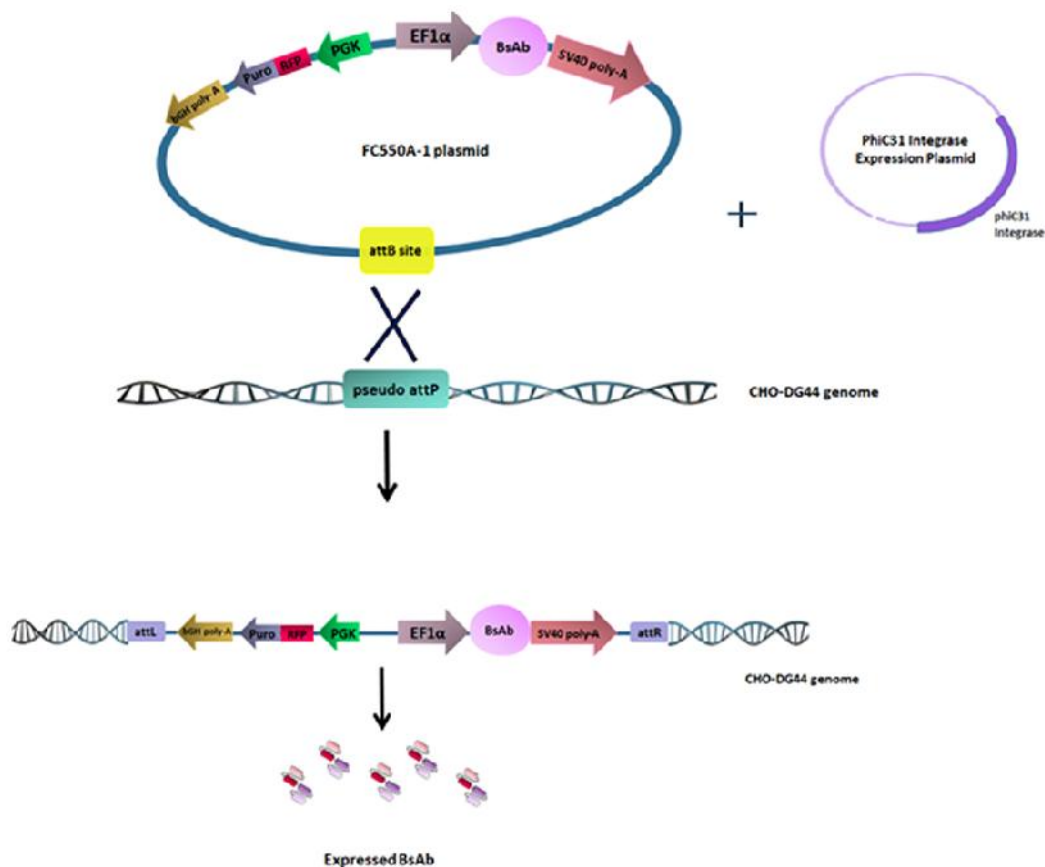 EF1α
BsAb
SV40 poly-A
PGK
RFP
Puro
bGH poly-A
FC550A-1 plasmid
PhiC31 Integrase
Expression Plasmid
phiC31
Integrase
+
attB site
pseudo attP
CHO-DG44 genome
attL
bGH poly-A
Puro
RFP
PGK
EF1α
BsAb
SV40 poly-A
attR
CHO-DG44 genome
Expressed BsAb